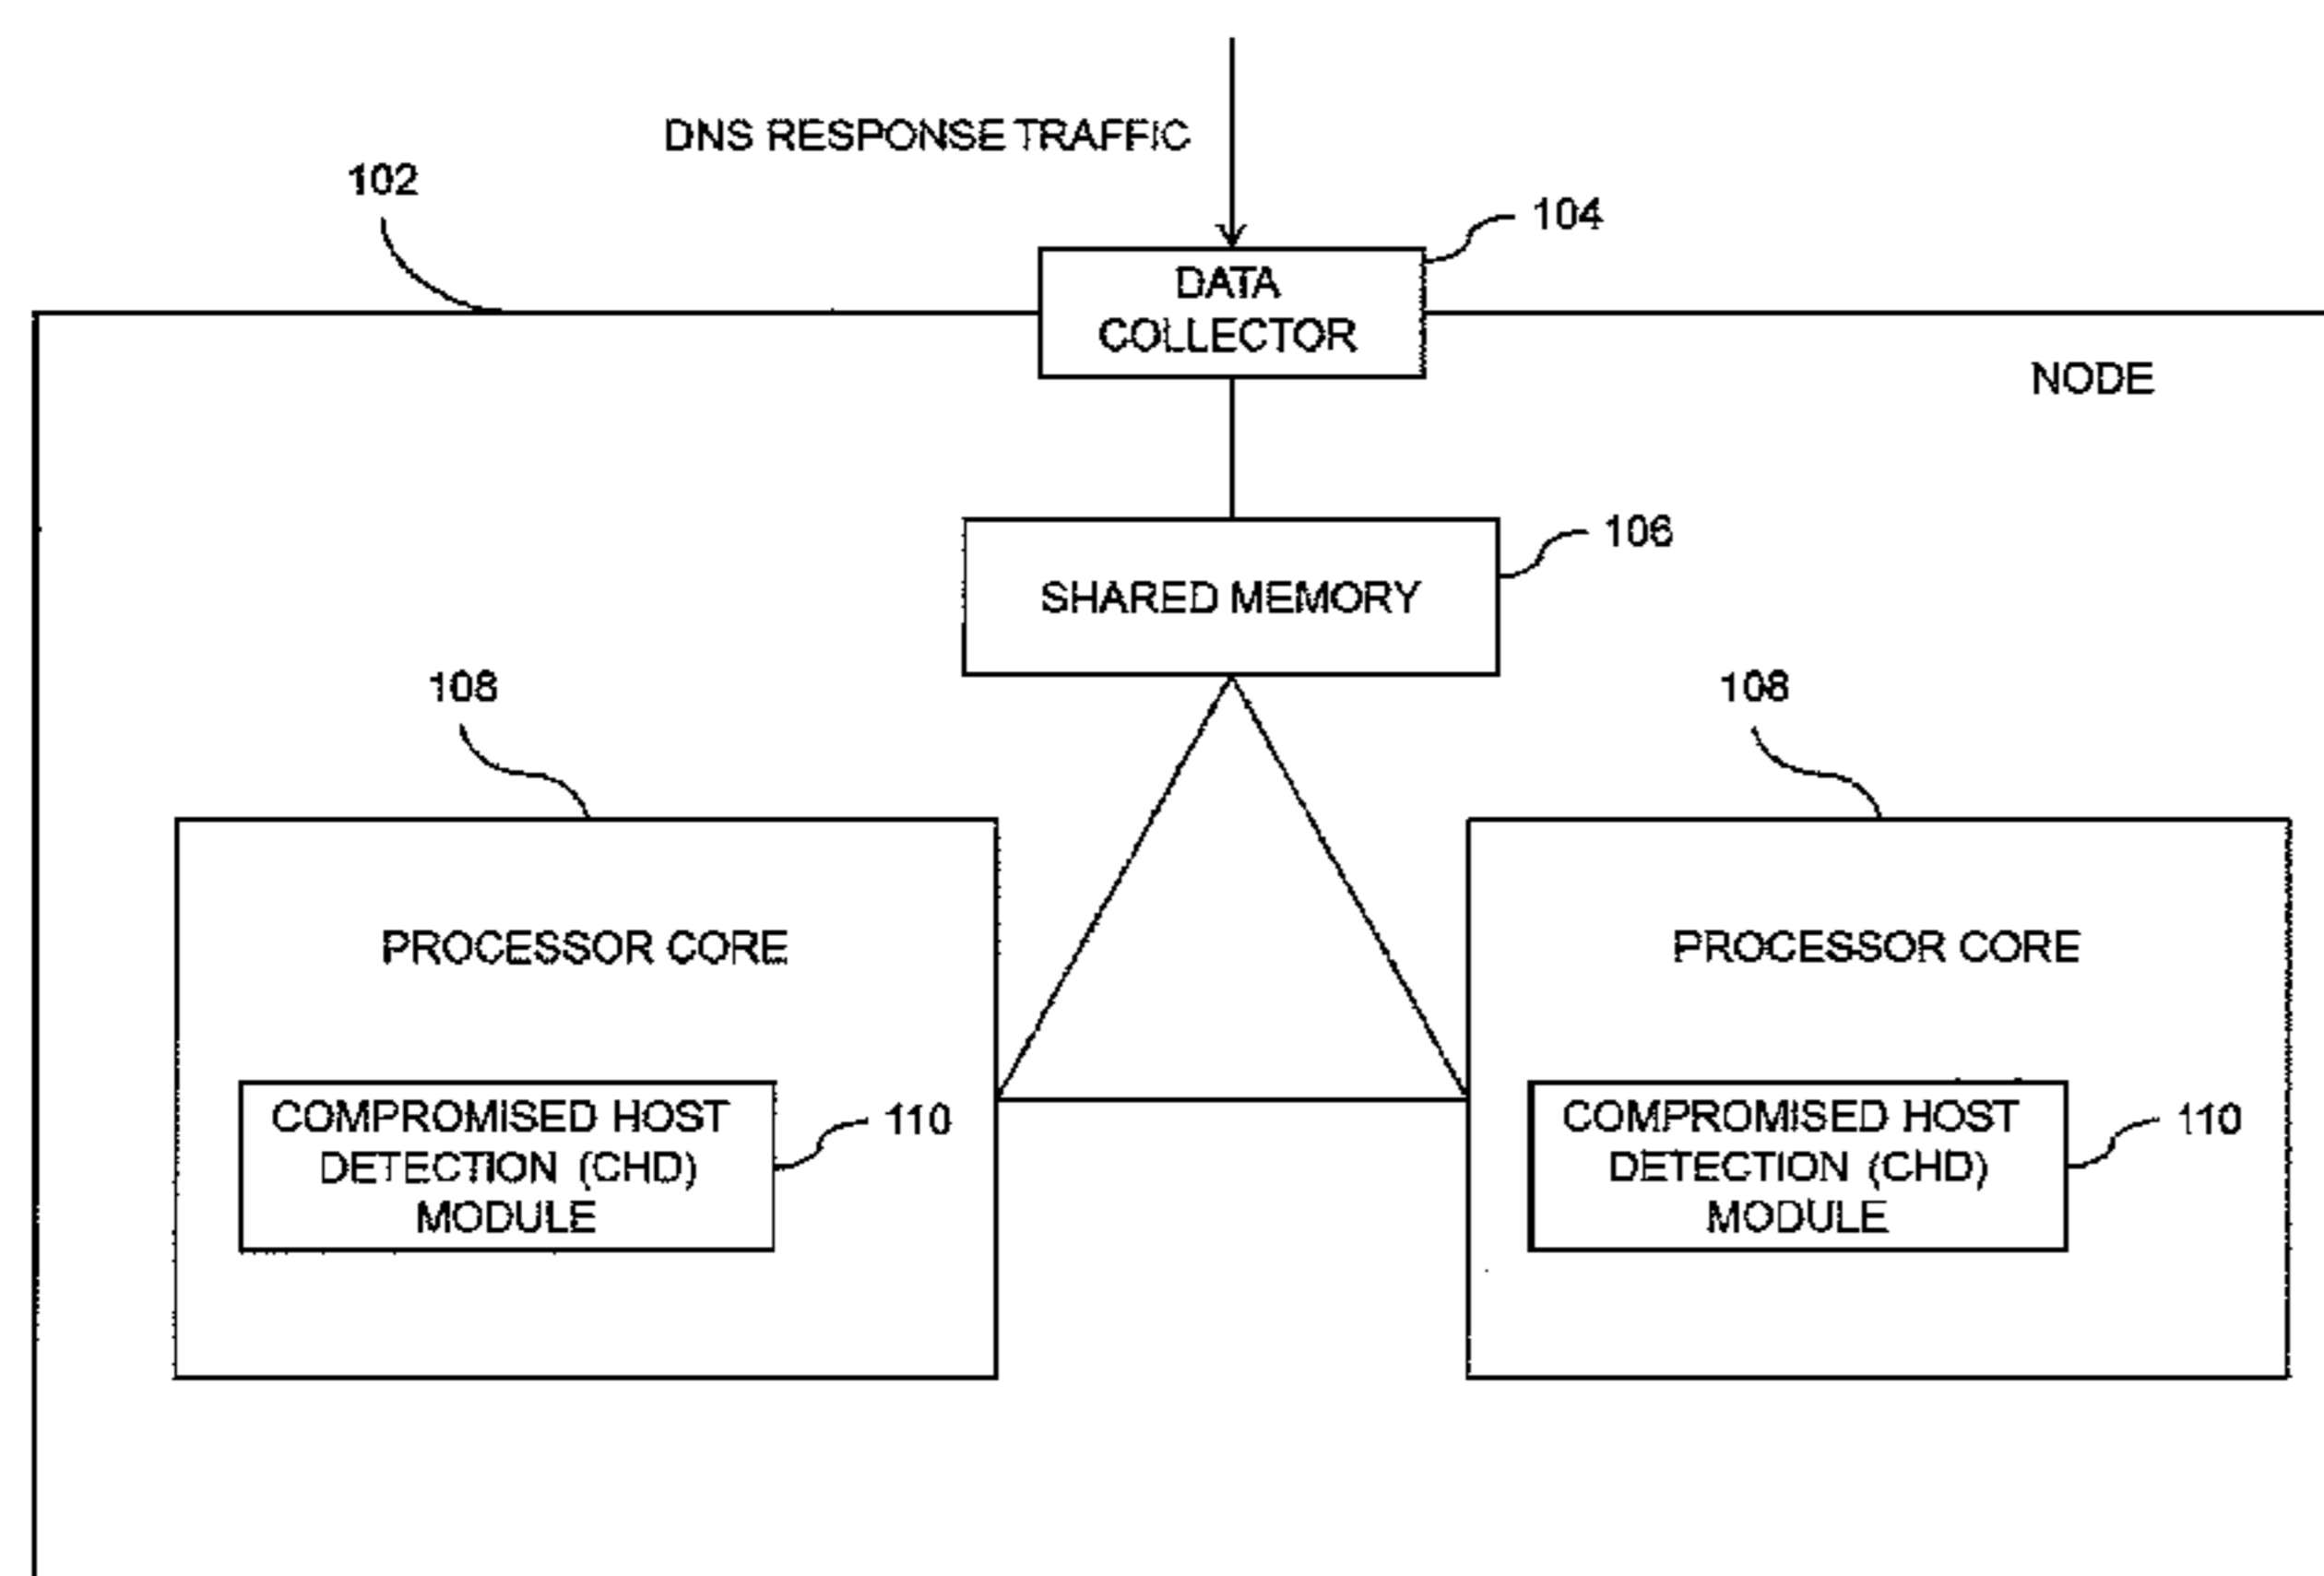 DNS RESPONSE TRAFFIC
102
104
DATA
COLLECTOR
NODE
106
SHARED MEMORY
108
108
PROCESSOR CORE
PROCESSOR CORE
COMPROMISED HOST
DETECTION (CHD)
MODULE
110
COMPROMISED HOST
DETECTION (CHD)
MODULE
110